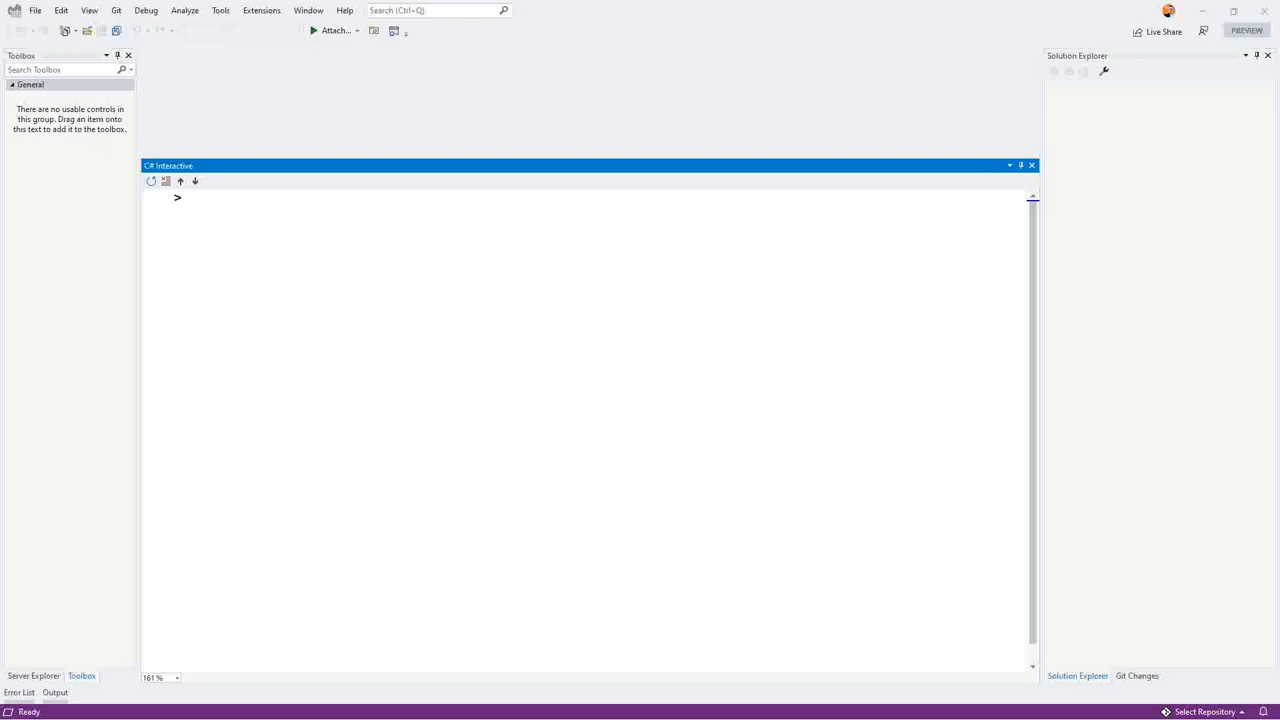 File Edit View Git Debug Analyze Tools Extensions Window Help Search (Ctrl+Q)
Attach... Live Share PREVIEW
Toolbox
Search Toolbox
General
There are no usable controls in
this group. Drag an item onto
this text to add it to the toolbox.
C# Interactive
>
161 %
Solution Explorer
Server Explorer Toolbox
Solution Explorer Git Changes
Error List Output
Ready Select Repository